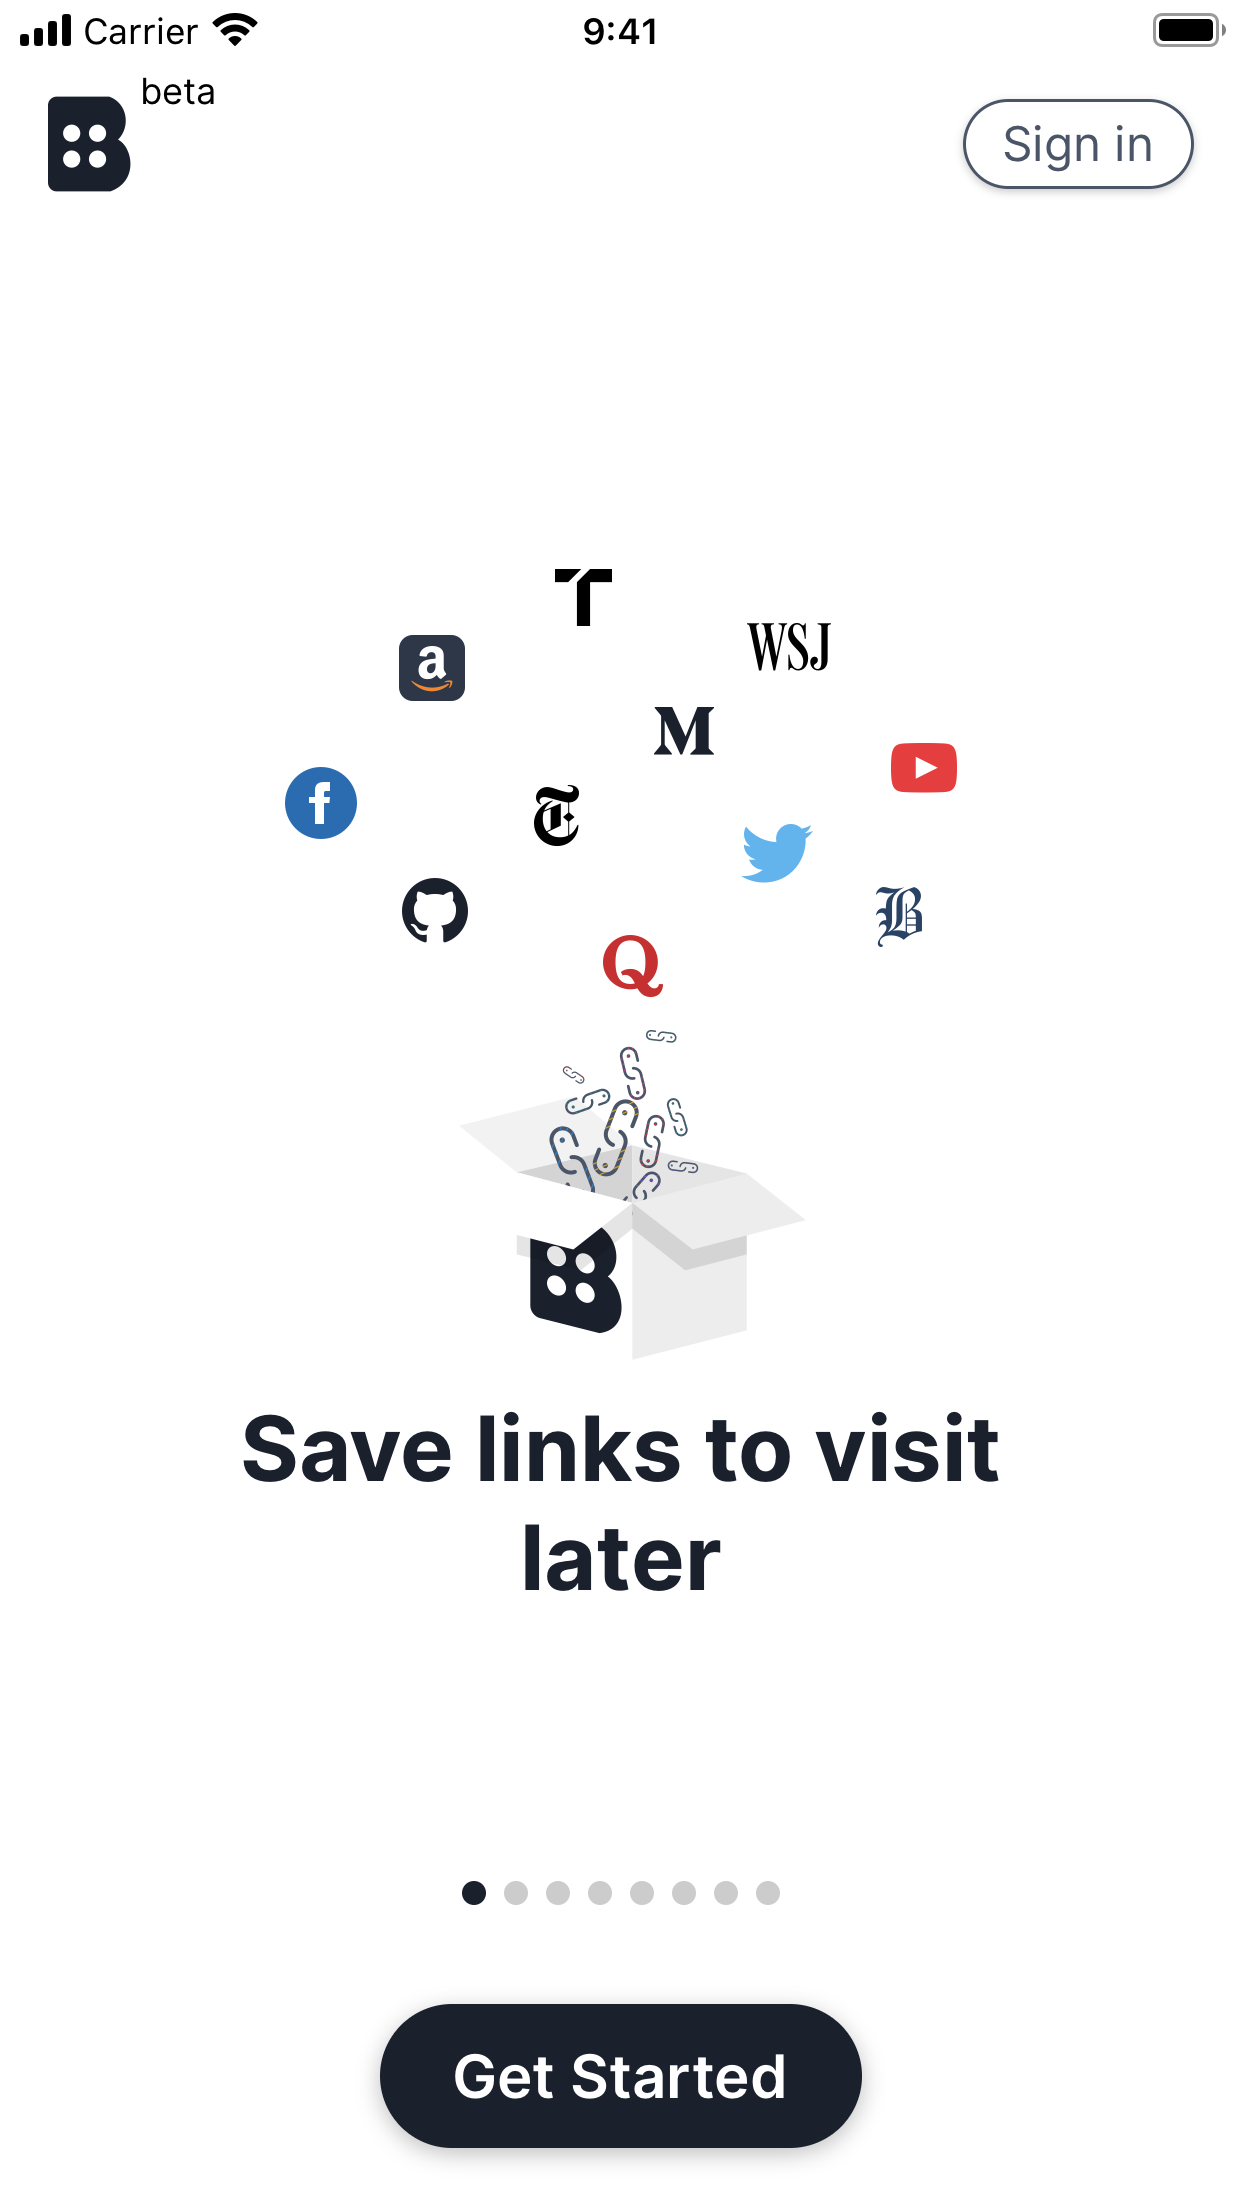 Carrier 9:41
beta
B
Sign in
T
a
WSJ
M
f
T
B
Q
B
Save links to visit
later
Get Started